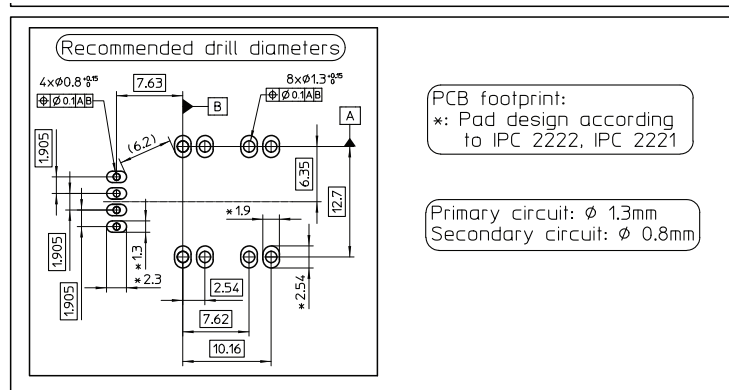 Recommended drill diameters
4xø0.8 +0.15 0
⌖ ø0.1 A B
7.63
8xø1.3 +0.15 0
⌖ ø0.1 A B
B
A
(6.2)
1.905
1.905
1.905
6.35
12.7
*1.9
*1.3
*2.3
2.54
*2.54
7.62
10.16
PCB footprint:
*: Pad design according
to IPC 2222, IPC 2221
Primary circuit: ø 1.3mm
Secondary circuit: ø 0.8mm